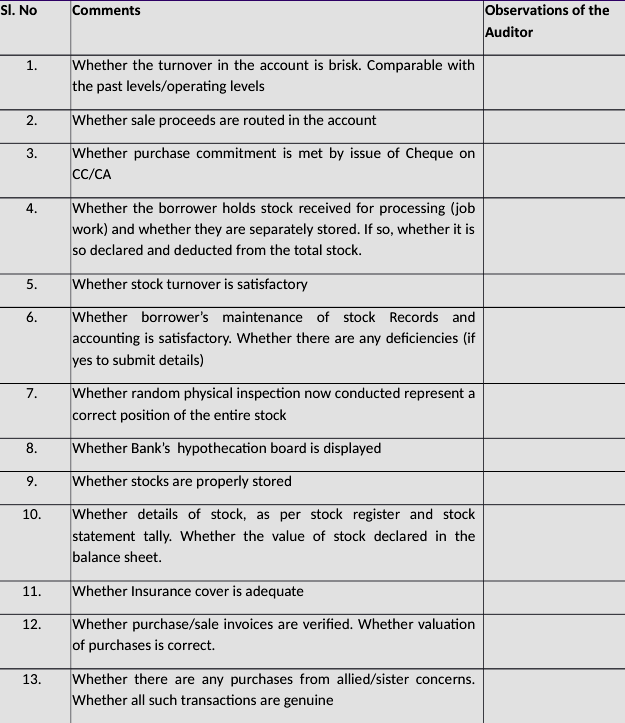 Sl. No Comments Observations of the
Auditor
1. Whether the turnover in the account is brisk. Comparable with
the past levels/operating levels
2. Whether sale proceeds are routed in the account
3. Whether purchase commitment is met by issue of Cheque on
CC/CA
4. Whether the borrower holds stock received for processing (job
work) and whether they are separately stored. If so, whether it is
so declared and deducted from the total stock.
5. Whether stock turnover is satisfactory
6. Whether borrower’s maintenance of stock Records and
accounting is satisfactory. Whether there are any deficiencies (if
yes to submit details)
7. Whether random physical inspection now conducted represent a
correct position of the entire stock
8. Whether Bank’s hypothecation board is displayed
9. Whether stocks are properly stored
10. Whether details of stock, as per stock register and stock
statement tally. Whether the value of stock declared in the
balance sheet.
11. Whether Insurance cover is adequate
12. Whether purchase/sale invoices are verified. Whether valuation
of purchases is correct.
13. Whether there are any purchases from allied/sister concerns.
Whether all such transactions are genuine